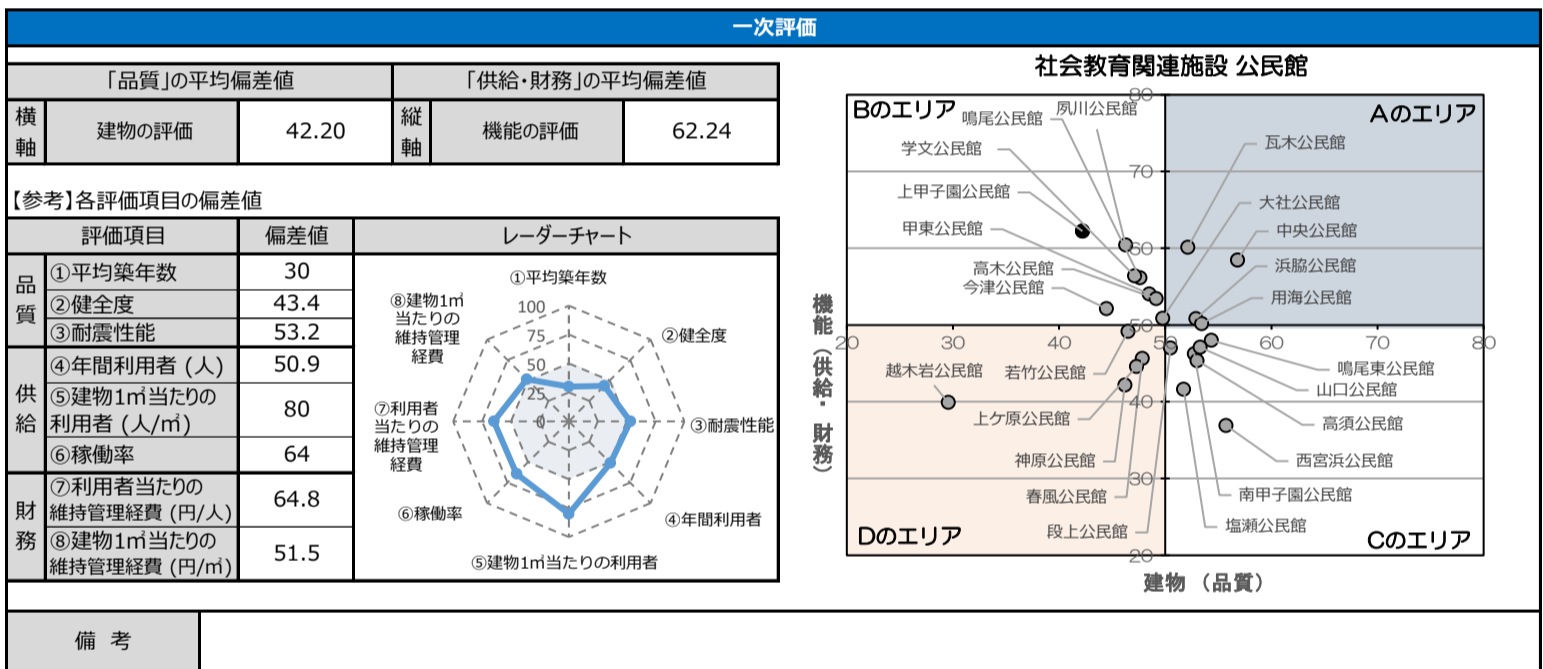 一次評価
「品質」の平均偏差値
「供給・財務」の平均偏差値
横軸
建物の評価
42.20
縦軸
機能の評価
62.24
【参考】各評価項目の偏差値
評価項目
偏差値
レーダーチャート
品質
①平均築年数
30
②健全度
43.4
③耐震性能
53.2
供給
④年間利用者 (人)
50.9
⑤建物1㎡当たりの
利用者 (人/㎡)
80
⑥稼働率
64
財務
⑦利用者当たりの
維持管理経費 (円/人)
64.8
⑧建物1㎡当たりの
維持管理経費 (円/㎡)
51.5
①平均築年数
②健全度
③耐震性能
④年間利用者
⑤建物1㎡当たりの利用者
⑥稼働率
⑦利用者
当たりの
維持管理
経費
⑧建物1㎡
当たりの
維持管理
経費
100
75
50
25
0
社会教育関連施設 公民館
Bのエリア
Aのエリア
Dのエリア
Cのエリア
80
70
60
50
40
30
20
20
30
40
50
60
70
80
夙川公民館
鳴尾公民館
学文公民館
上甲子園公民館
甲東公民館
高木公民館
今津公民館
瓦木公民館
大社公民館
中央公民館
浜脇公民館
用海公民館
越木岩公民館
若竹公民館
上ケ原公民館
神原公民館
春風公民館
段上公民館
鳴尾東公民館
山口公民館
高須公民館
西宮浜公民館
南甲子園公民館
塩瀬公民館
機能（供給・財務）
建物 （品質）
備 考